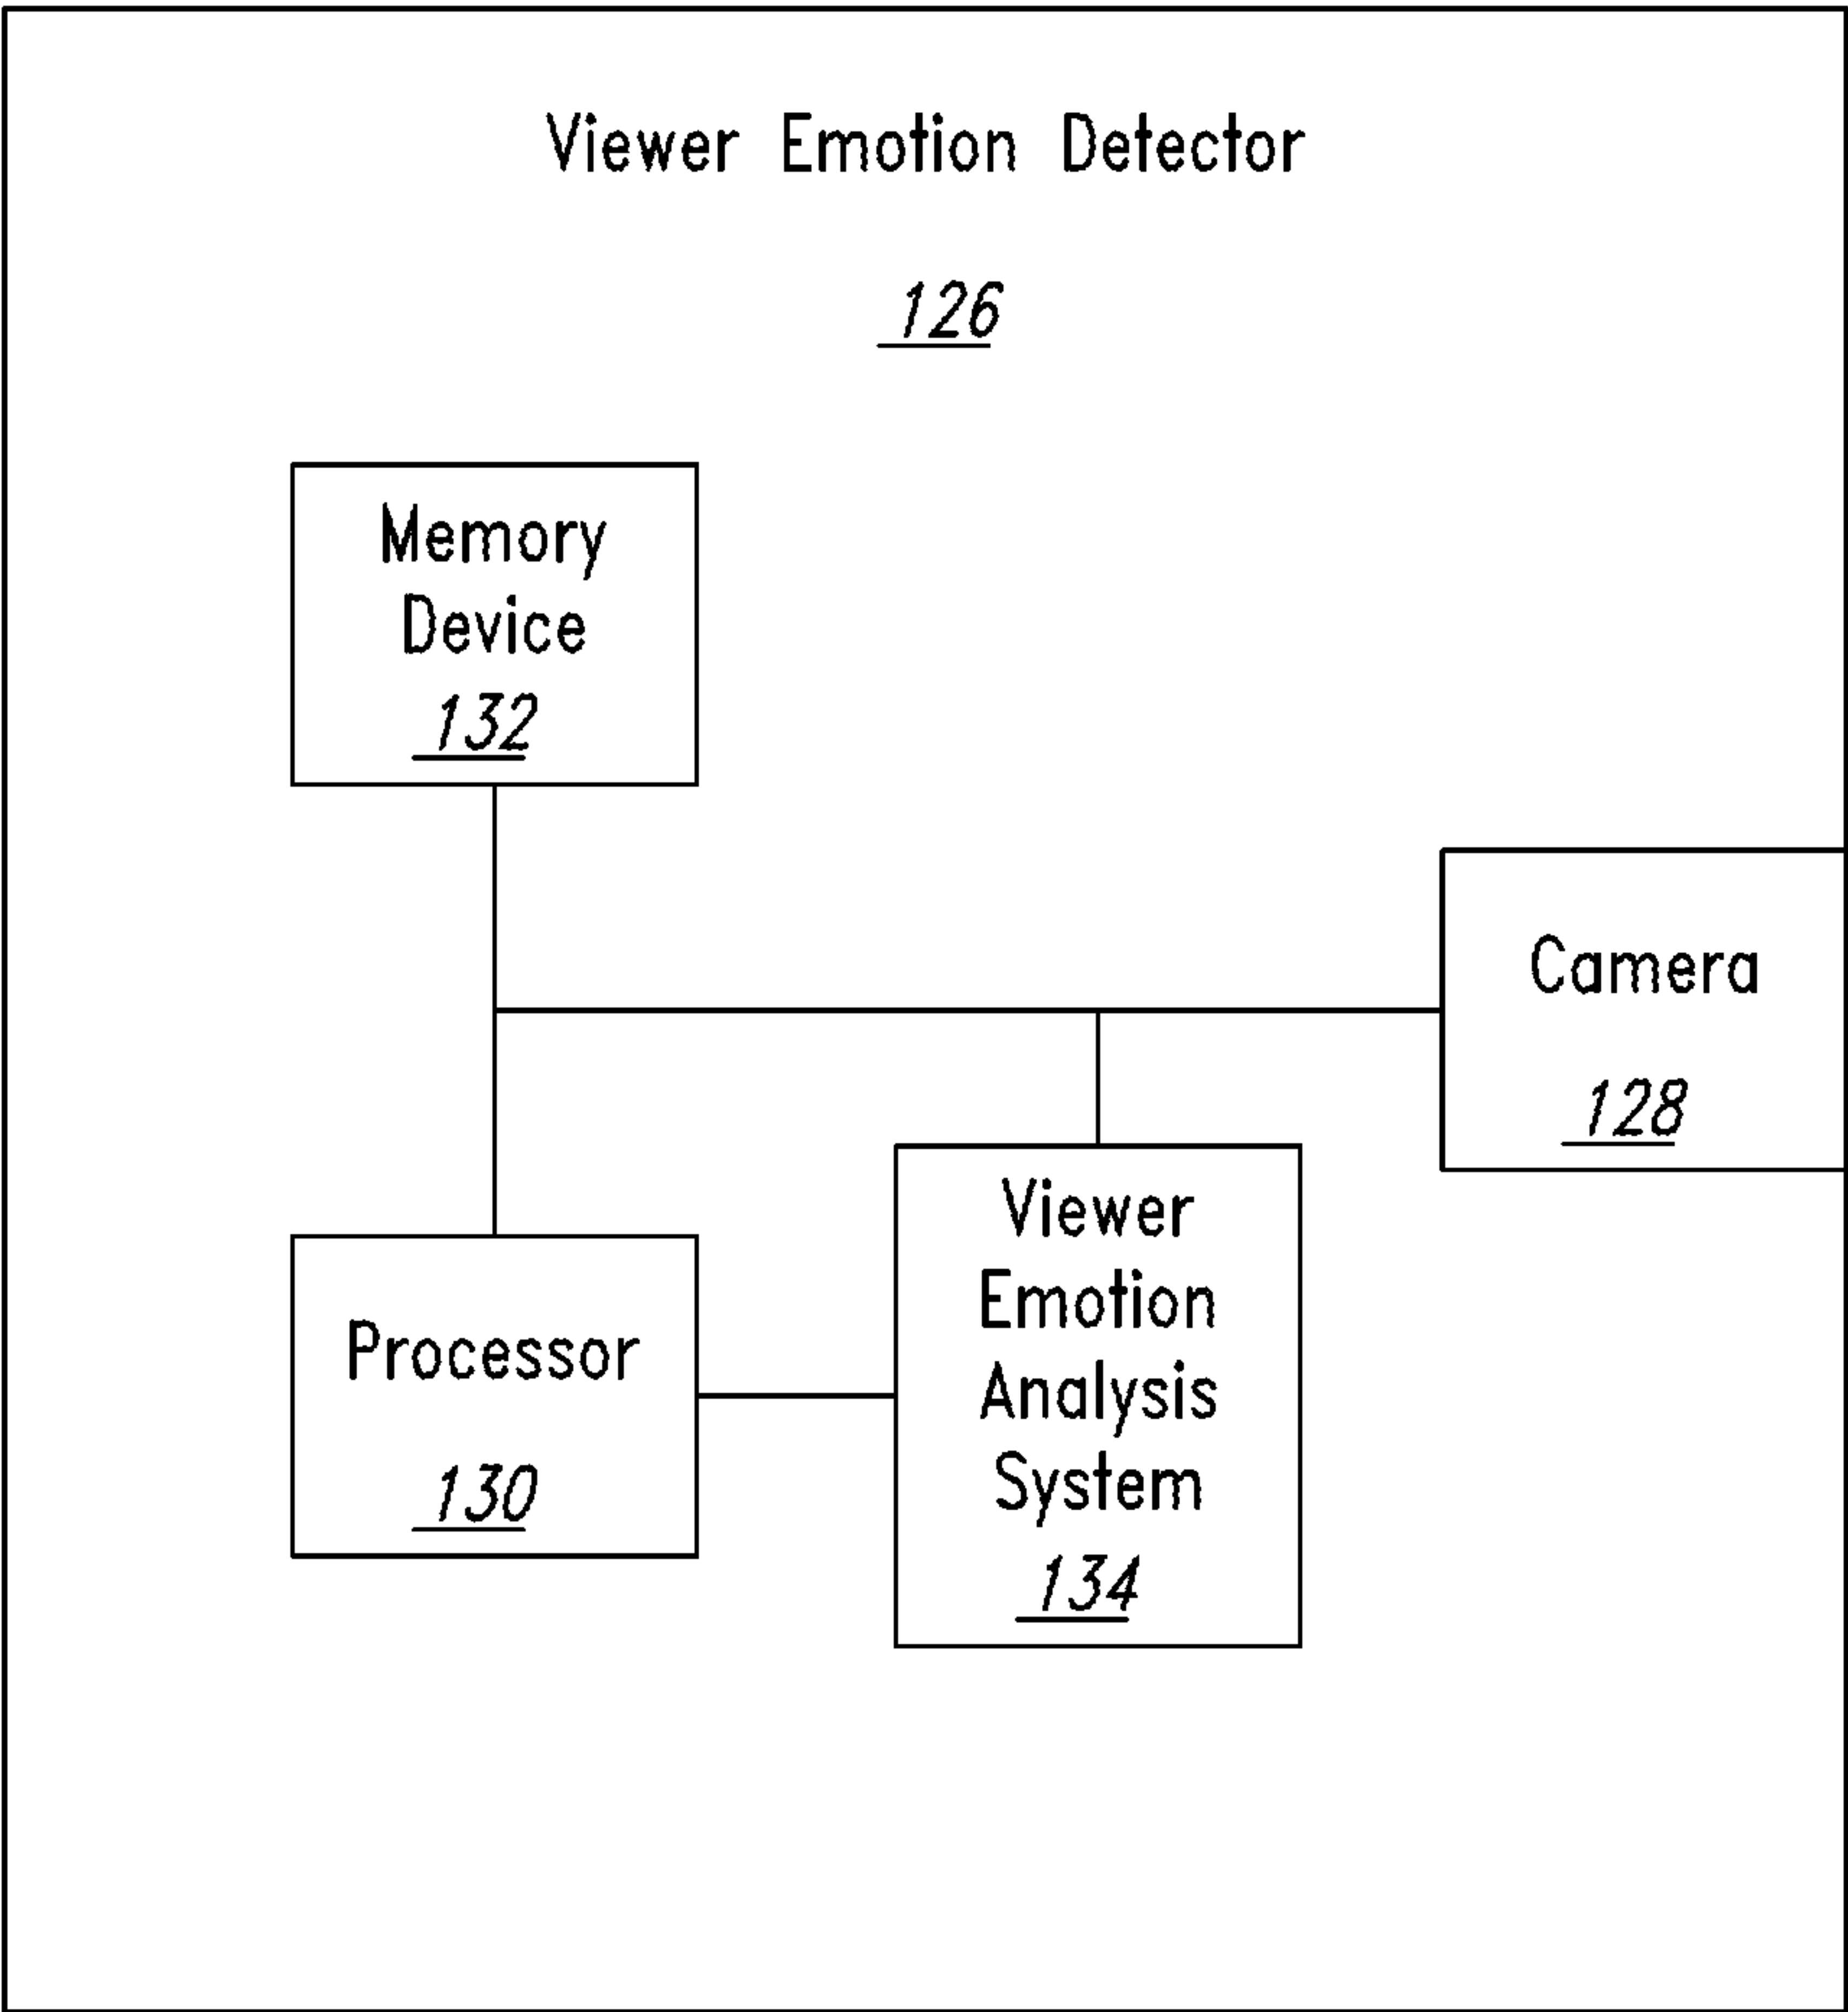 Viewer Emotion Detector
126
Memory
Device
132
Camera
128
Processor
130
Viewer
Emotion
Analysis
System
134